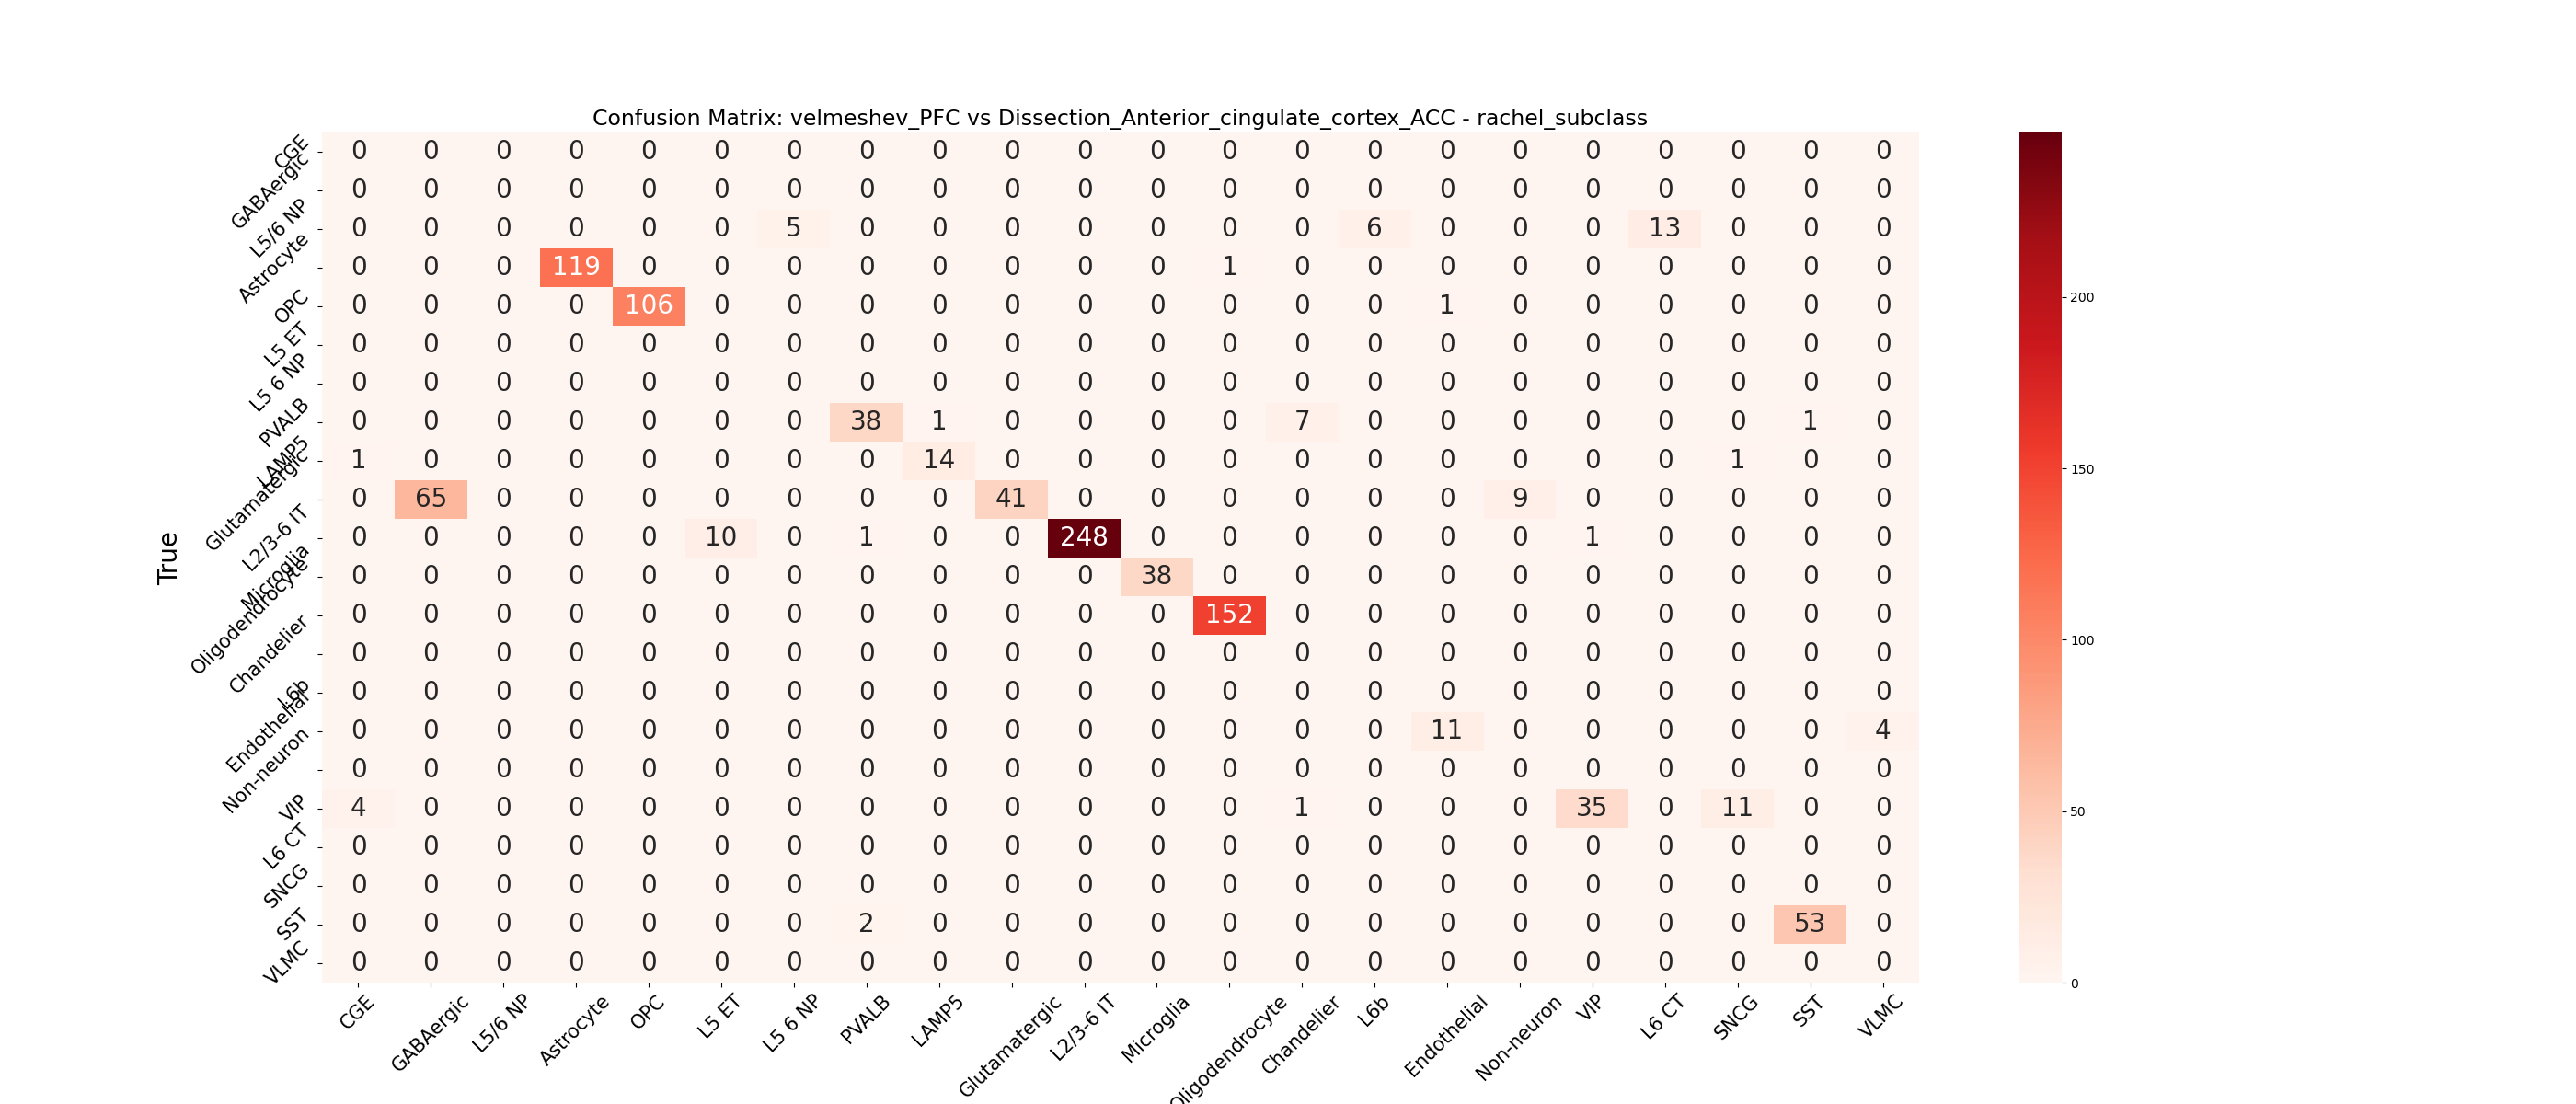 Confusion Matrix: velmeshev_PFC vs Dissection_Anterior_cingulate_cortex_ACC - rachel_subclass
True
CGE 0 0 0 0 0 0 0 0 0 0 0 0 0 0 0 0 0 0 0 0 0 0
GABAergic 0 0 0 0 0 0 0 0 0 0 0 0 0 0 0 0 0 0 0 0 0 0
L5/6 NP 0 0 0 0 0 0 5 0 0 0 0 0 0 0 6 0 0 0 13 0 0 0
Astrocyte 0 0 0 119 0 0 0 0 0 0 0 0 1 0 0 0 0 0 0 0 0 0
OPC 0 0 0 0 106 0 0 0 0 0 0 0 0 0 0 1 0 0 0 0 0 0
L5 ET 0 0 0 0 0 0 0 0 0 0 0 0 0 0 0 0 0 0 0 0 0 0
L5 6 NP 0 0 0 0 0 0 0 0 0 0 0 0 0 0 0 0 0 0 0 0 0 0
PVALB 0 0 0 0 0 0 0 38 1 0 0 0 0 7 0 0 0 0 0 0 1 0
LAMP5 1 0 0 0 0 0 0 0 14 0 0 0 0 0 0 0 0 0 0 1 0 0
Glutamatergic 0 65 0 0 0 0 0 0 0 41 0 0 0 0 0 0 9 0 0 0 0 0
L2/3-6 IT 0 0 0 0 0 10 0 1 0 0 248 0 0 0 0 0 0 1 0 0 0 0
Microglia 0 0 0 0 0 0 0 0 0 0 0 38 0 0 0 0 0 0 0 0 0 0
Oligodendrocyte 0 0 0 0 0 0 0 0 0 0 0 0 152 0 0 0 0 0 0 0 0 0
Chandelier 0 0 0 0 0 0 0 0 0 0 0 0 0 0 0 0 0 0 0 0 0 0
L6b 0 0 0 0 0 0 0 0 0 0 0 0 0 0 0 0 0 0 0 0 0 0
Endothelial 0 0 0 0 0 0 0 0 0 0 0 0 0 0 0 11 0 0 0 0 0 4
Non-neuron 0 0 0 0 0 0 0 0 0 0 0 0 0 0 0 0 0 0 0 0 0 0
VIP 4 0 0 0 0 0 0 0 0 0 0 0 0 1 0 0 0 35 0 11 0 0
L6 CT 0 0 0 0 0 0 0 0 0 0 0 0 0 0 0 0 0 0 0 0 0 0
SNCG 0 0 0 0 0 0 0 0 0 0 0 0 0 0 0 0 0 0 0 0 0 0
SST 0 0 0 0 0 0 0 2 0 0 0 0 0 0 0 0 0 0 0 0 53 0
VLMC 0 0 0 0 0 0 0 0 0 0 0 0 0 0 0 0 0 0 0 0 0 0
CGE GABAergic L5/6 NP Astrocyte OPC L5 ET L5 6 NP PVALB LAMP5 Glutamatergic L2/3-6 IT Microglia Oligodendrocyte Chandelier L6b Endothelial Non-neuron VIP L6 CT SNCG SST VLMC
200
150
100
50
0